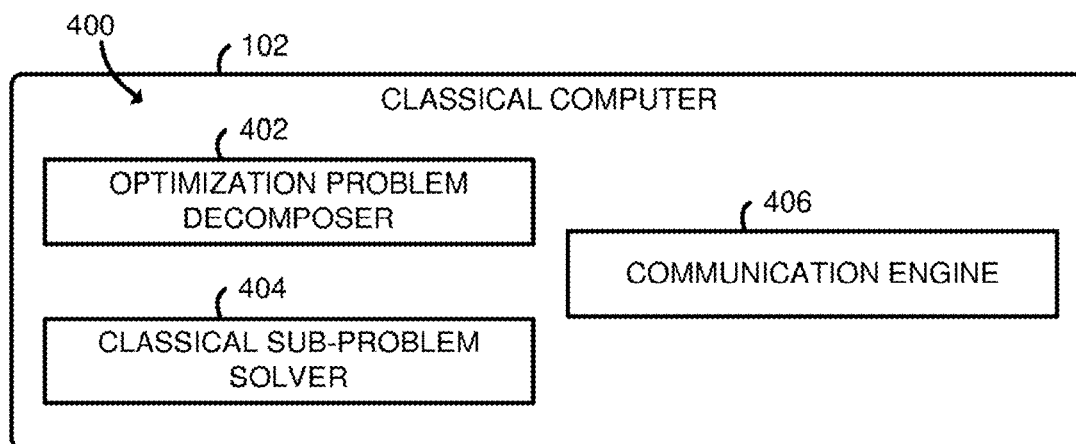 400
102
CLASSICAL COMPUTER
402
OPTIMIZATION PROBLEM
DECOMPOSER
406
COMMUNICATION ENGINE
404
CLASSICAL SUB-PROBLEM
SOLVER